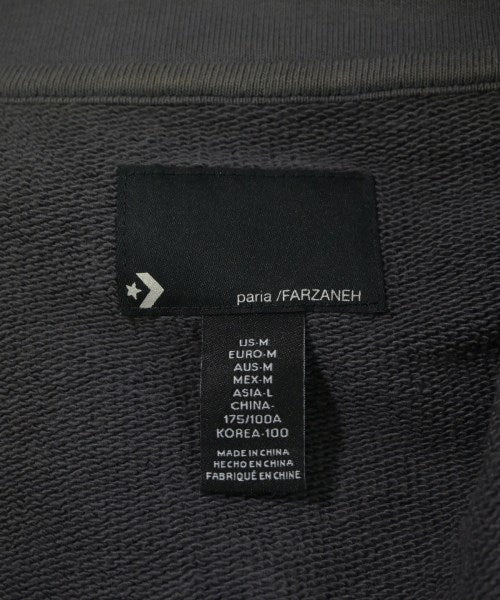 paria /FARZANEH
US-M
EURO-M
AUS-M
MEX-M
ASIA-L
CHINA-
175/100A
KOREA-100
MADE IN CHINA
HECHO EN CHINA
FABRIQUÉ EN CHINE